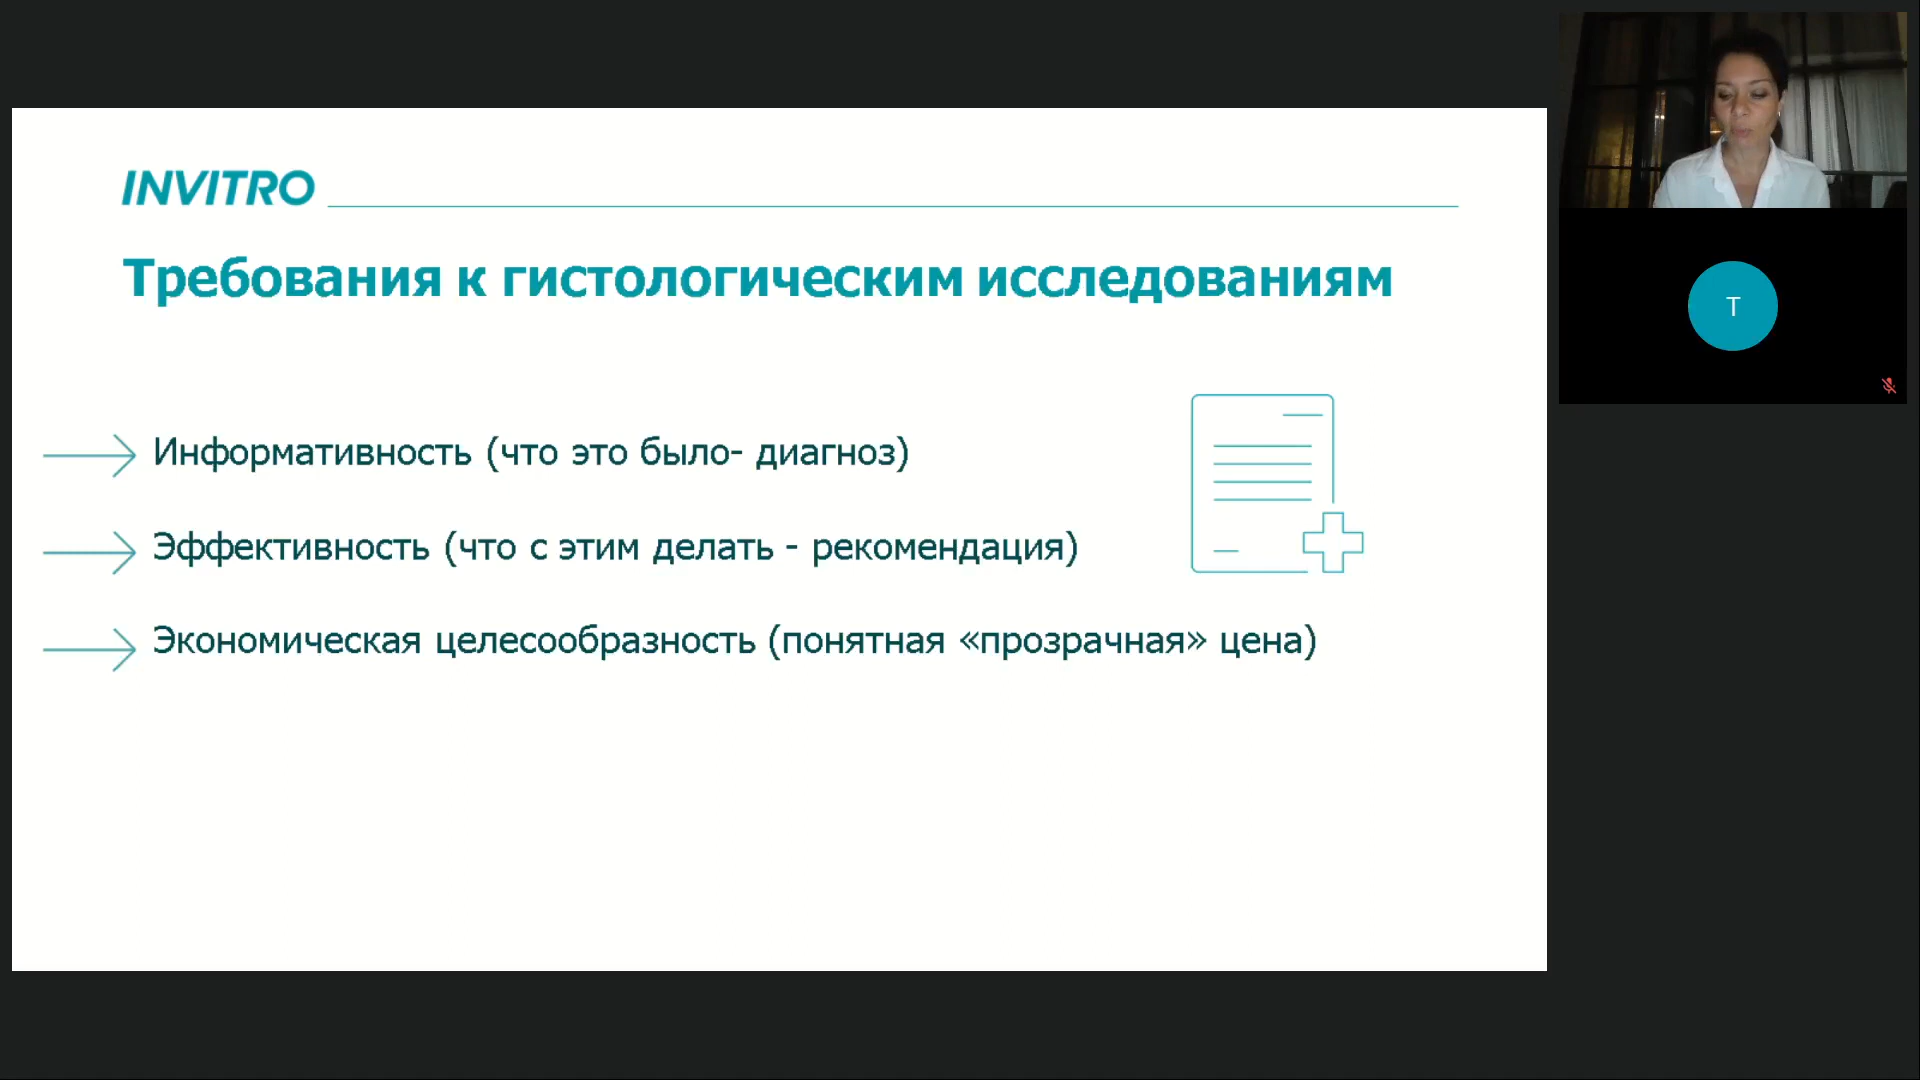 INVITRO
Требования к гистологическим исследованиям
Информативность (что это было- диагноз)
Эффективность (что с этим делать - рекомендация)
Экономическая целесообразность (понятная «прозрачная» цена)
T